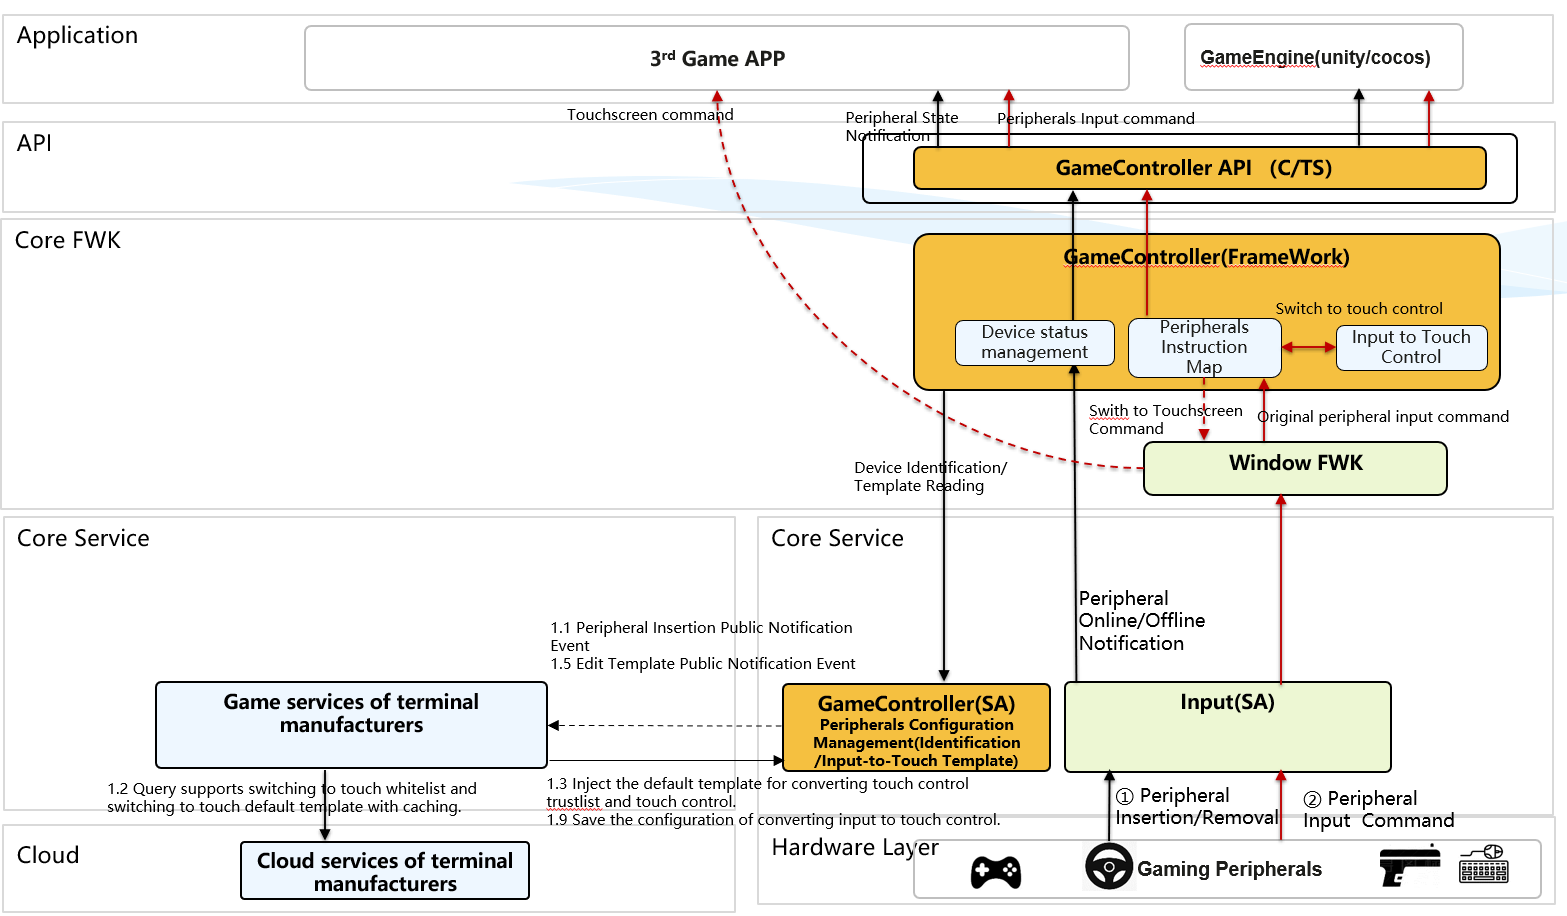 Application
3rd Game APP
GameEngine(unity/cocos)
Touchscreen command
Peripheral State
Notification
Peripherals Input command
API
GameController API （C/TS)
Core FWK
GameController(FrameWork)
Switch to touch control
Device status
management
Peripherals
Instruction
Map
Input to Touch
Control
Swith to Touchscreen
Command
Original peripheral input command
Window FWK
Device Identification/
Template Reading
Core Service
Core Service
Peripheral
Online/Offline
Notification
1.1 Peripheral Insertion Public Notification
Event
1.5 Edit Template Public Notification Event
Game services of terminal
manufacturers
GameController(SA)
Peripherals Configuration
Management(Identification
/Input-to-Touch Template)
Input(SA)
1.2 Query supports switching to touch whitelist and
switching to touch default template with caching.
1.3 Inject the default template for converting touch control
trustlist and touch control.
1.9 Save the configuration of converting input to touch control.
① Peripheral
Insertion/Removal
② Peripheral
Input Command
Cloud
Cloud services of terminal
manufacturers
Hardware Layer
Gaming Peripherals